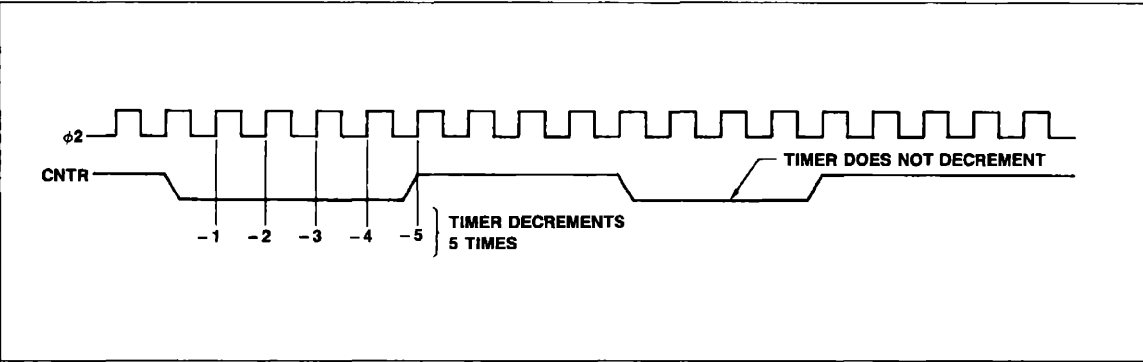 φ2
CNTR
TIMER DOES NOT DECREMENT
-1 -2 -3 -4 -5
TIMER DECREMENTS
5 TIMES